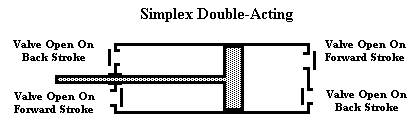 Simplex Double-Acting
Valve Open On
Back Stroke
Valve Open On
Forward Stroke
Valve Open On
Forward Stroke
Valve Open On
Back Stroke